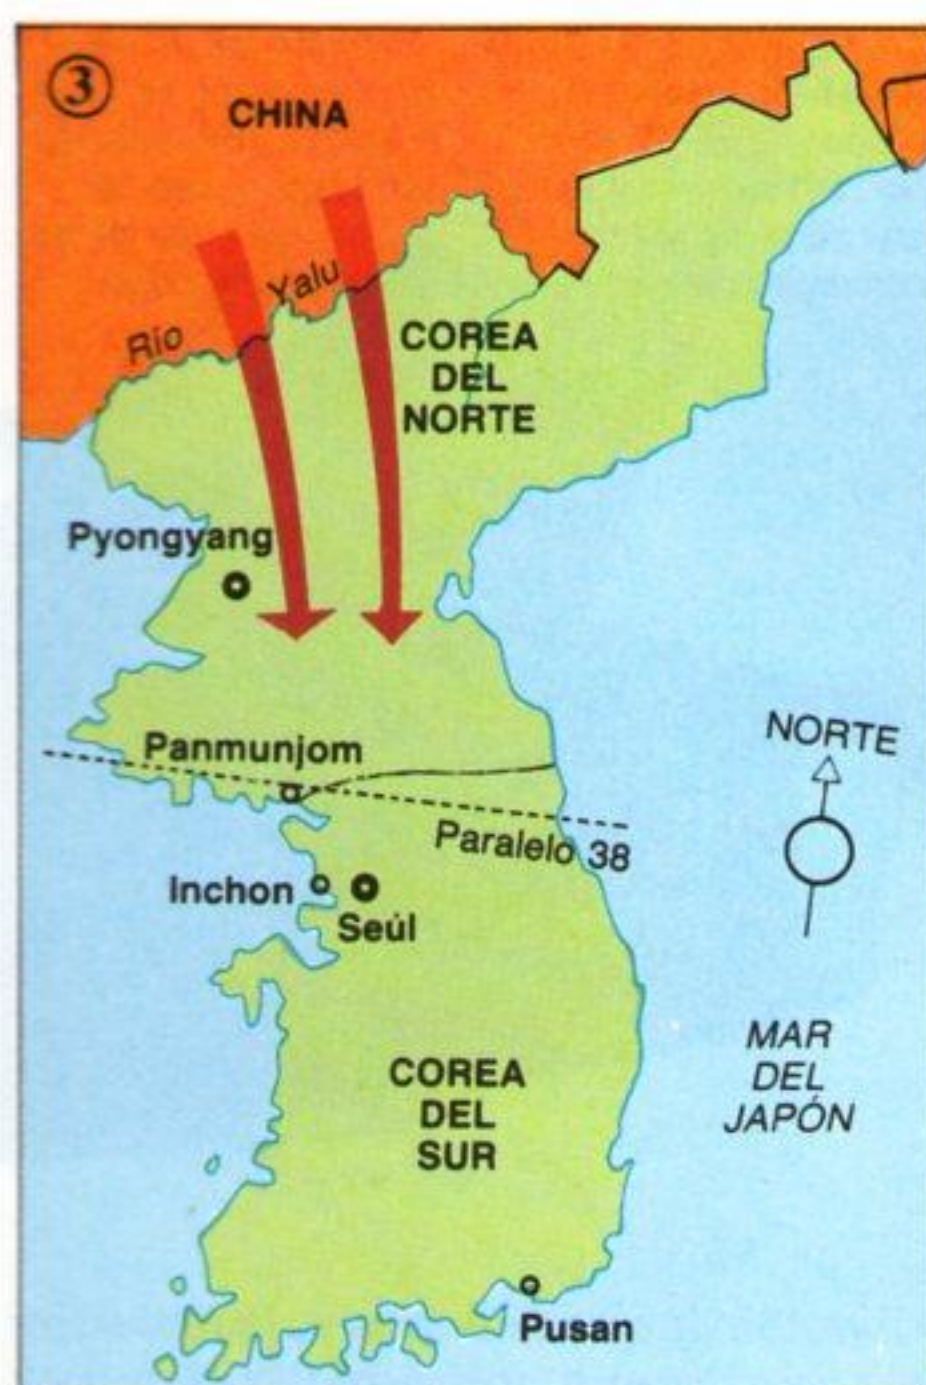 3
CHINA
Río Yalu
COREA
DEL
NORTE
Pyongyang
NORTE
Panmunjom
Paralelo 38
Inchon
Seúl
MAR
DEL
JAPÓN
COREA
DEL
SUR
Pusan